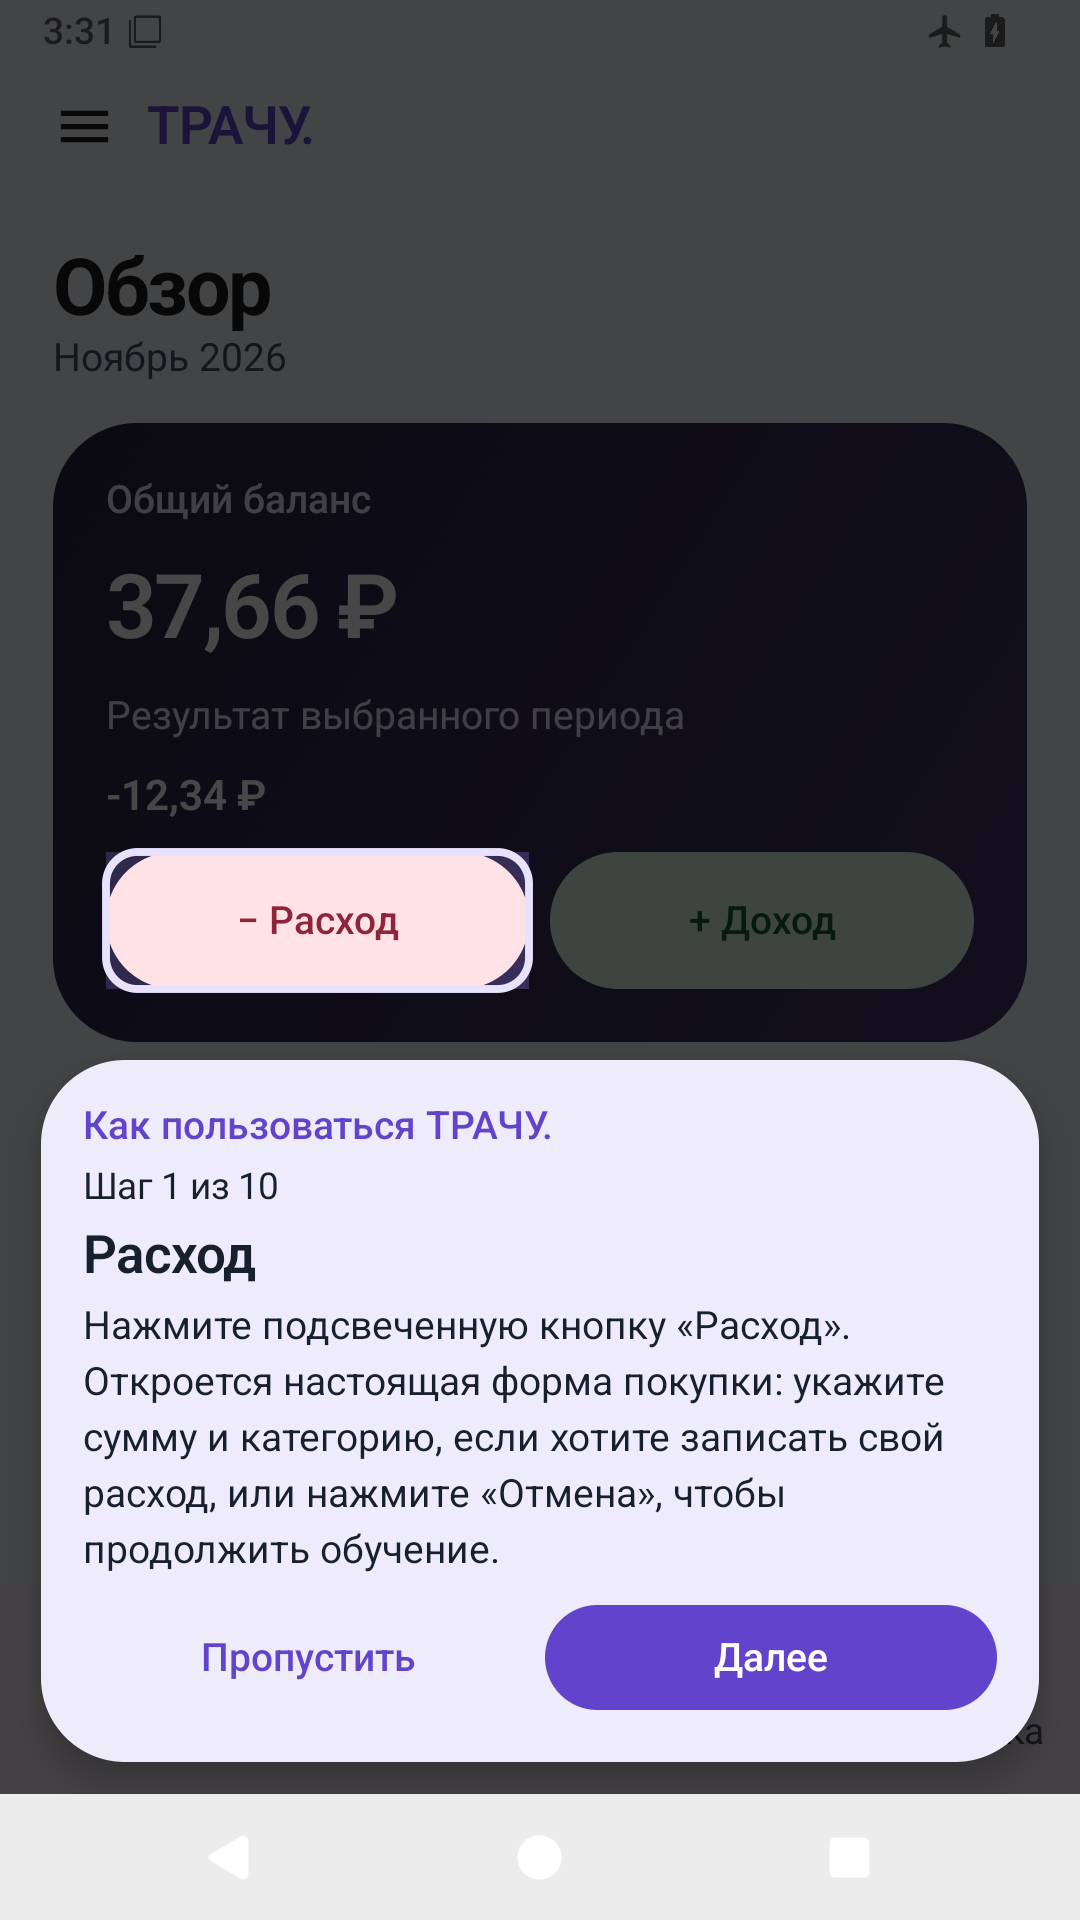 3:31
ТРАЧУ.
Обзор
Ноябрь 2026
Общий баланс
37,66 ₽
Результат выбранного периода
-12,34 ₽
− Расход
+ Доход
Как пользоваться ТРАЧУ.
Шаг 1 из 10
Расход
Нажмите подсвеченную кнопку «Расход».
Откроется настоящая форма покупки: укажите
сумму и категорию, если хотите записать свой
расход, или нажмите «Отмена», чтобы
продолжить обучение.
Пропустить
Далее